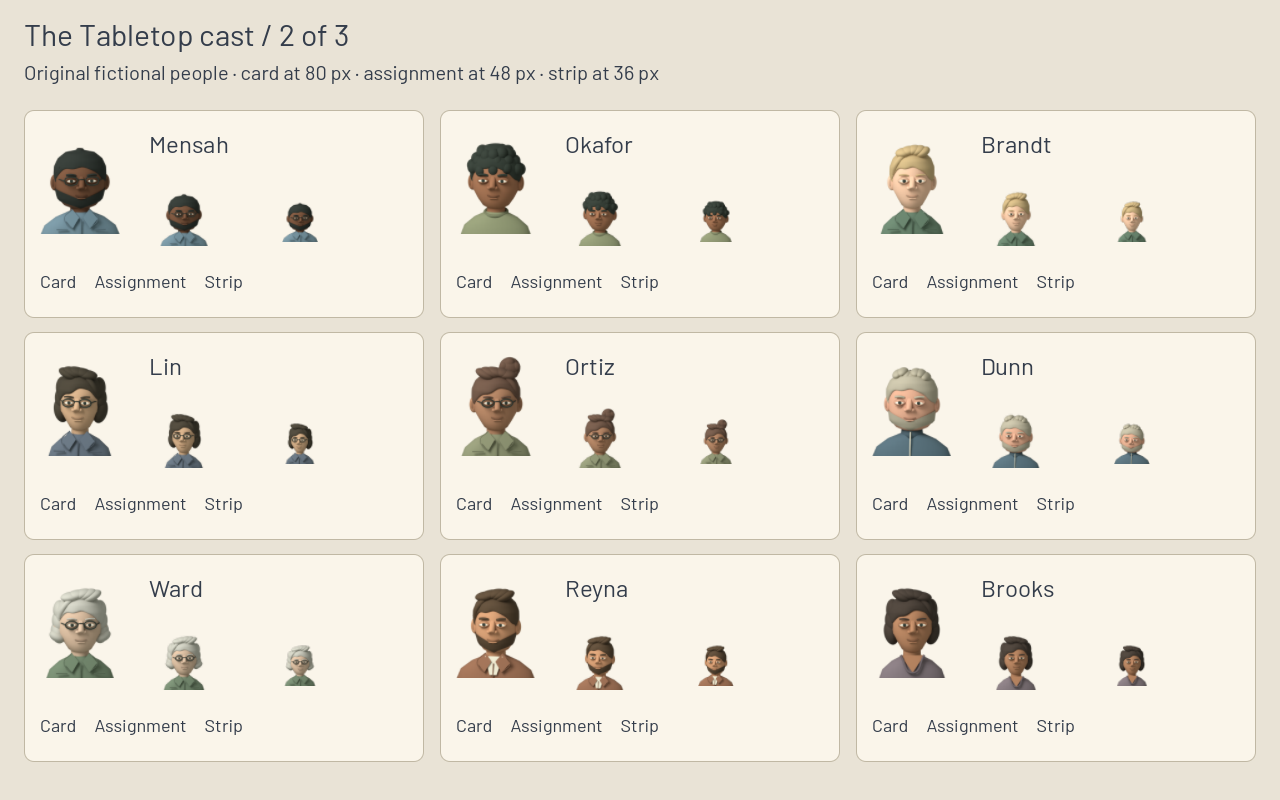 The Tabletop cast / 2 of 3
Original fictional people · card at 80 px · assignment at 48 px · strip at 36 px
Mensah
Card Assignment Strip
Okafor
Card Assignment Strip
Brandt
Card Assignment Strip
Lin
Card Assignment Strip
Ortiz
Card Assignment Strip
Dunn
Card Assignment Strip
Ward
Card Assignment Strip
Reyna
Card Assignment Strip
Brooks
Card Assignment Strip